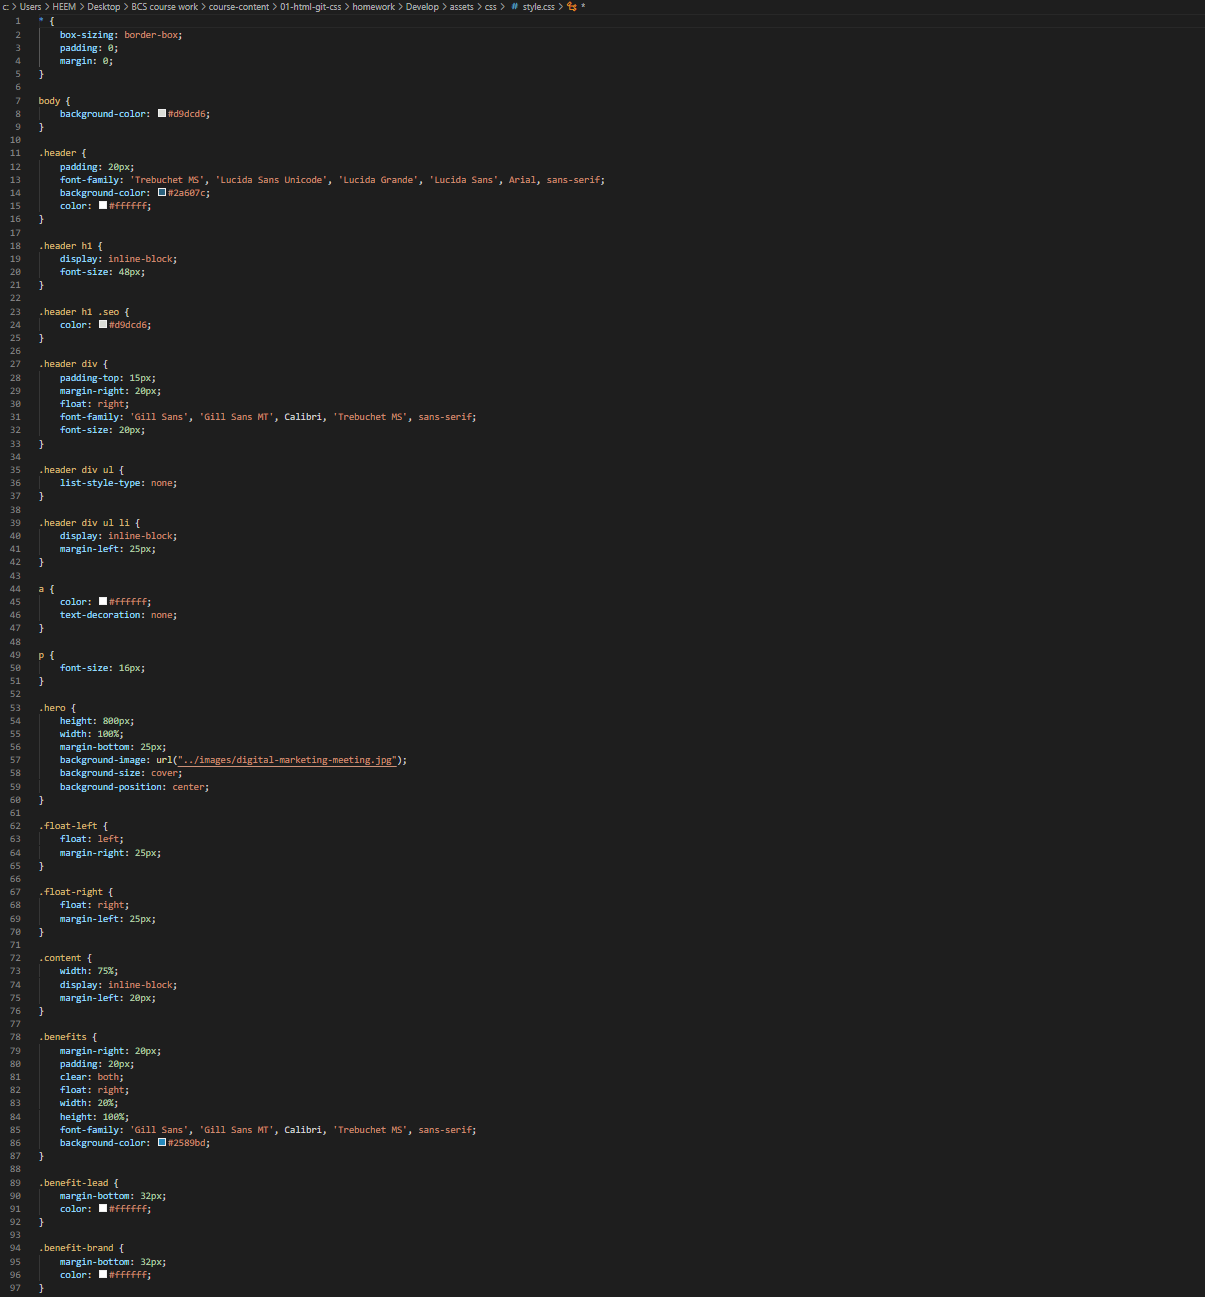 c: > Users > HEEM > Desktop > BCS course work > course-content > 01-html-git-css > homework > Develop > assets > css > # style.css > *
1 * {
2 box-sizing: border-box;
3 padding: 0;
4 margin: 0;
5 }
6
7 body {
8 background-color: #d9dcd6;
9 }
10
11 .header {
12 padding: 20px;
13 font-family: 'Trebuchet MS', 'Lucida Sans Unicode', 'Lucida Grande', 'Lucida Sans', Arial, sans-serif;
14 background-color: #2a607c;
15 color: #ffffff;
16 }
17
18 .header h1 {
19 display: inline-block;
20 font-size: 48px;
21 }
22
23 .header h1 .seo {
24 color: #d9dcd6;
25 }
26
27 .header div {
28 padding-top: 15px;
29 margin-right: 20px;
30 float: right;
31 font-family: 'Gill Sans', 'Gill Sans MT', Calibri, 'Trebuchet MS', sans-serif;
32 font-size: 20px;
33 }
34
35 .header div ul {
36 list-style-type: none;
37 }
38
39 .header div ul li {
40 display: inline-block;
41 margin-left: 25px;
42 }
43
44 a {
45 color: #ffffff;
46 text-decoration: none;
47 }
48
49 p {
50 font-size: 16px;
51 }
52
53 .hero {
54 height: 800px;
55 width: 100%;
56 margin-bottom: 25px;
57 background-image: url("../images/digital-marketing-meeting.jpg");
58 background-size: cover;
59 background-position: center;
60 }
61
62 .float-left {
63 float: left;
64 margin-right: 25px;
65 }
66
67 .float-right {
68 float: right;
69 margin-left: 25px;
70 }
71
72 .content {
73 width: 75%;
74 display: inline-block;
75 margin-left: 20px;
76 }
77
78 .benefits {
79 margin-right: 20px;
80 padding: 20px;
81 clear: both;
82 float: right;
83 width: 20%;
84 height: 100%;
85 font-family: 'Gill Sans', 'Gill Sans MT', Calibri, 'Trebuchet MS', sans-serif;
86 background-color: #2589bd;
87 }
88
89 .benefit-lead {
90 margin-bottom: 32px;
91 color: #ffffff;
92 }
93
94 .benefit-brand {
95 margin-bottom: 32px;
96 color: #ffffff;
97 }